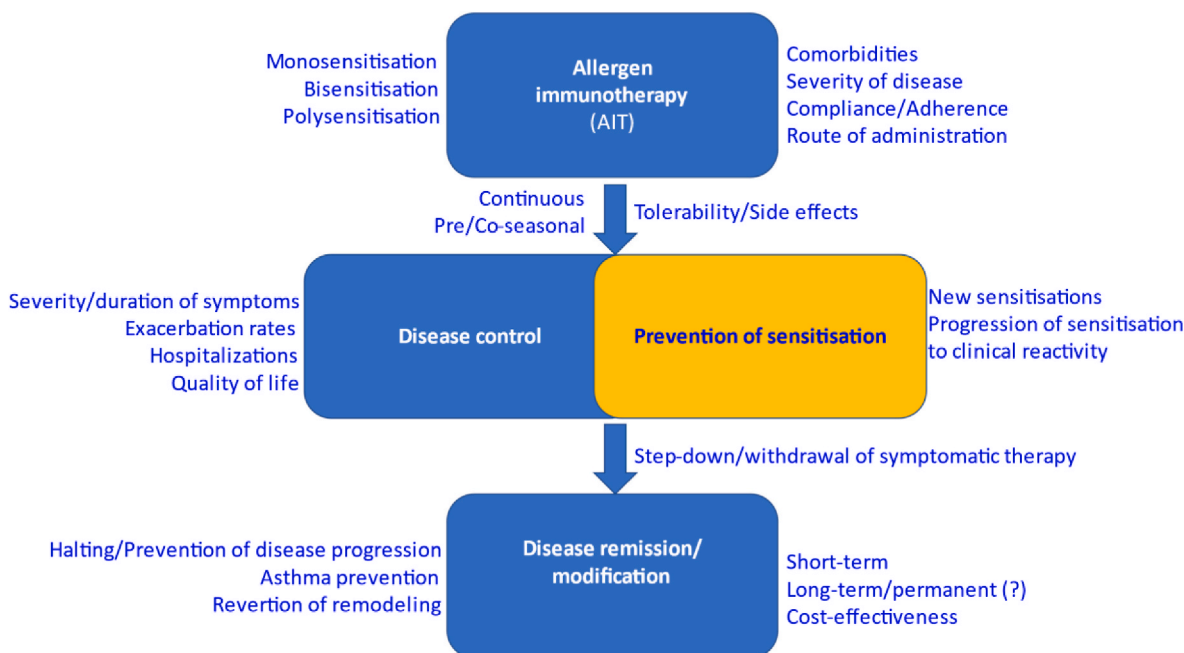 Monosensitisation
Bisensitisation
Polysensitisation
Allergen
immunotherapy
(AIT)
Comorbidities
Severity of disease
Compliance/Adherence
Route of administration
Continuous
Pre/Co-seasonal
Tolerability/Side effects
Severity/duration of symptoms
Exacerbation rates
Hospitalizations
Quality of life
Disease control
Prevention of sensitisation
New sensitisations
Progression of sensitisation
to clinical reactivity
Step-down/withdrawal of symptomatic therapy
Halting/Prevention of disease progression
Asthma prevention
Revertion of remodeling
Disease remission/
modification
Short-term
Long-term/permanent (?)
Cost-effectiveness